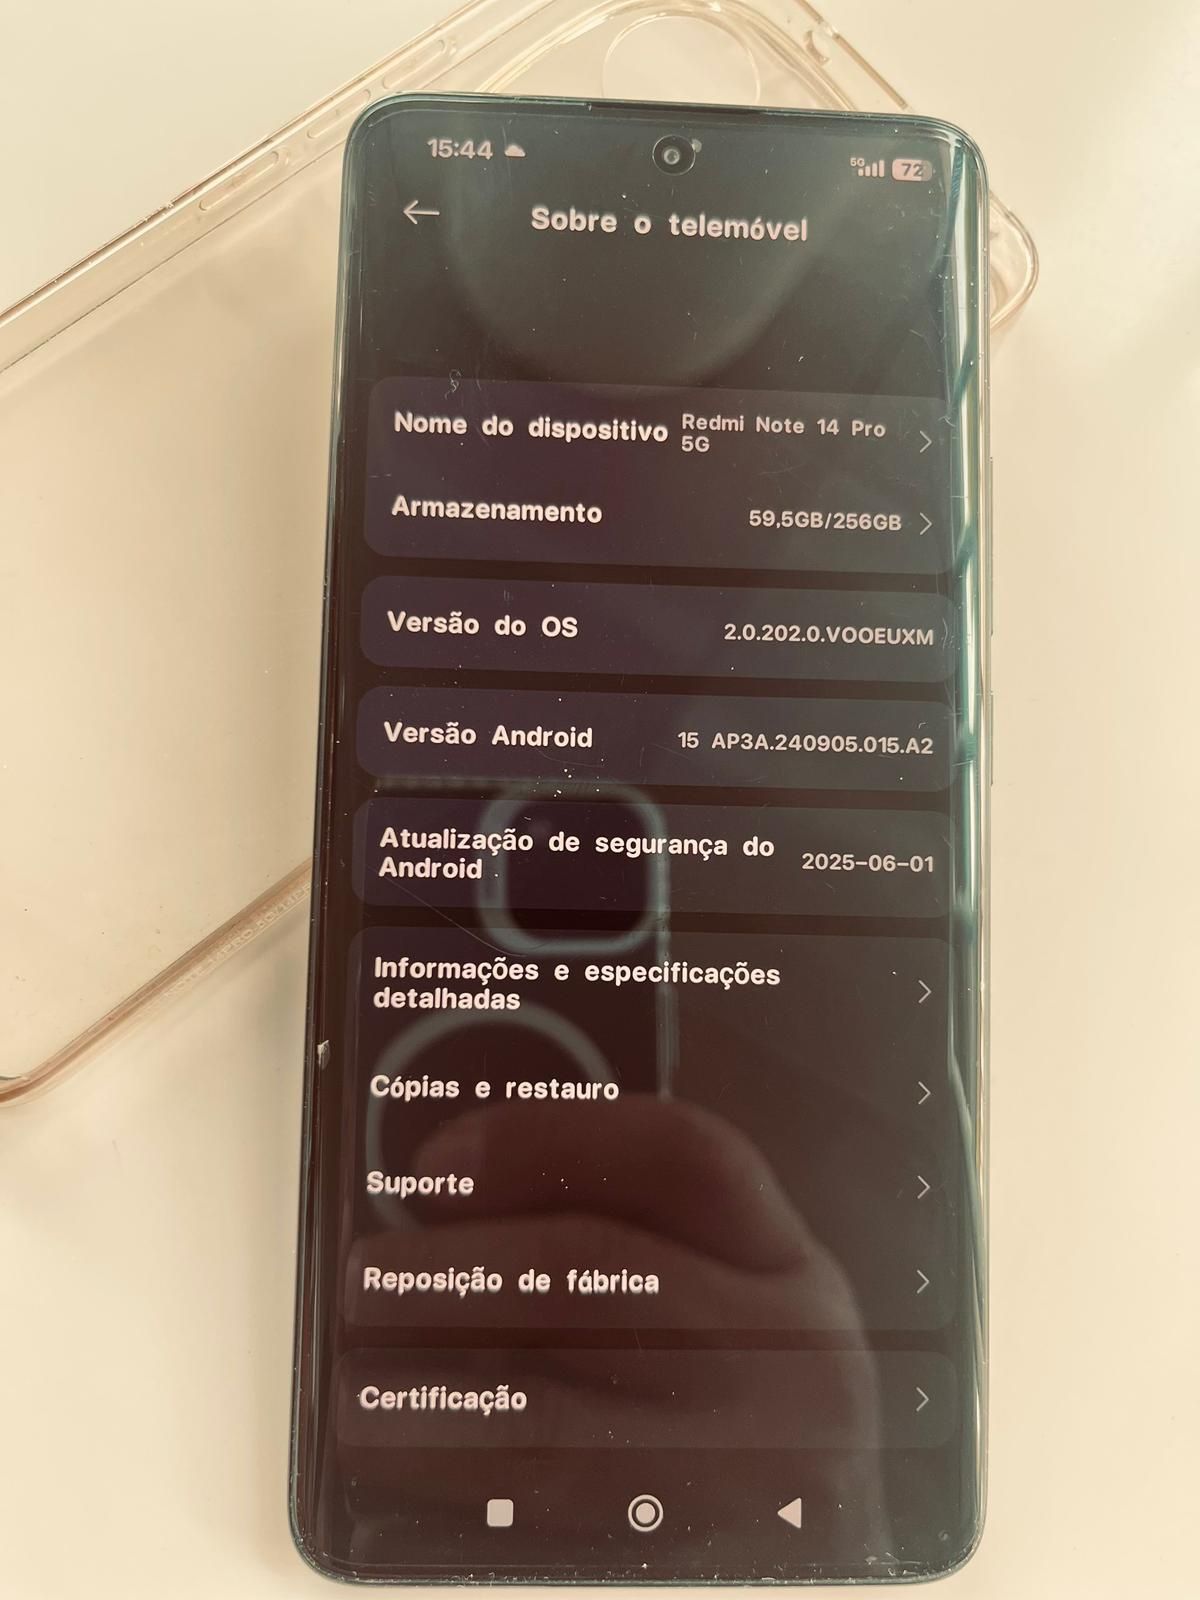 15:44
5G 72
Sobre o telemóvel
Nome do dispositivo
Redmi Note 14 Pro
5G
Armazenamento
59,5GB/256GB
Versão do OS
2.0.202.0.VOOEUXM
Versão Android
15 AP3A.240905.015.A2
Atualização de segurança do
Android
2025-06-01
Informações e especificações
detalhadas
Cópias e restauro
Suporte
Reposição de fábrica
Certificação